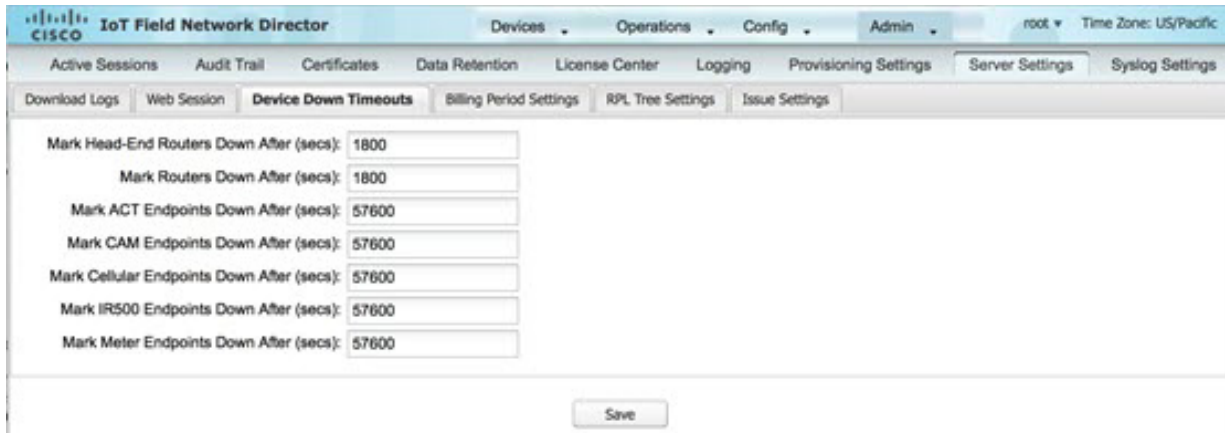 CISCO IoT Field Network Director Devices Operations Config Admin root Time Zone: US/Pacific
Active Sessions Audit Trail Certificates Data Retention License Center Logging Provisioning Settings Server Settings Syslog Settings
Download Logs Web Session Device Down Timeouts Billing Period Settings RPL Tree Settings Issue Settings
Mark Head-End Routers Down After (secs): 1800
Mark Routers Down After (secs): 1800
Mark ACT Endpoints Down After (secs): 57600
Mark CAM Endpoints Down After (secs): 57600
Mark Cellular Endpoints Down After (secs): 57600
Mark IR500 Endpoints Down After (secs): 57600
Mark Meter Endpoints Down After (secs): 57600
Save